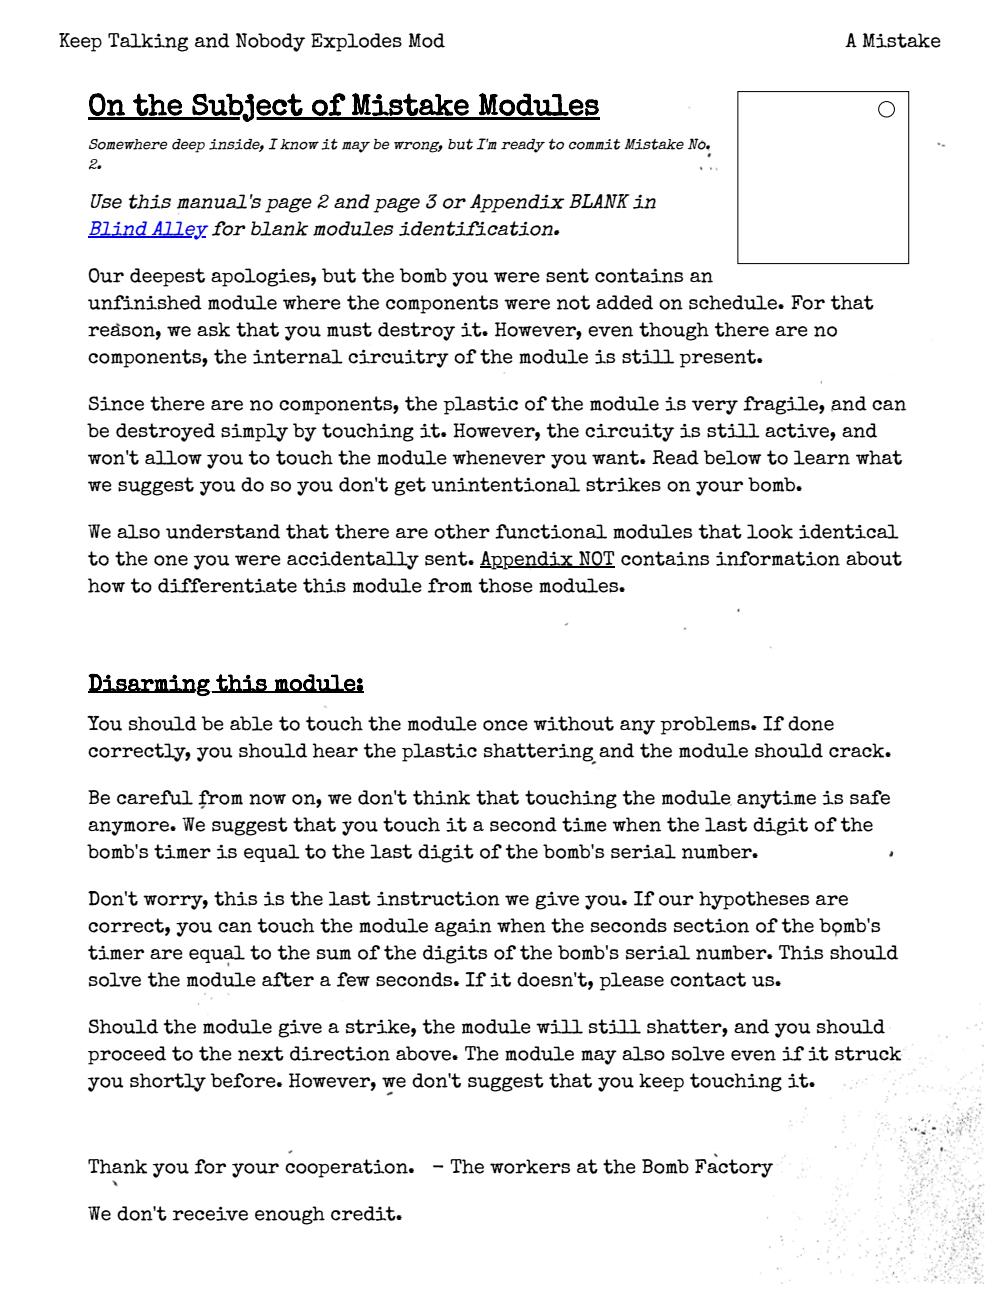 Keep Talking and Nobody Explodes Mod
A Mistake
On the Subject of Mistake Modules
Somewhere deep inside, I know it may be wrong, but I'm ready to commit Mistake No.
2.
Use this manual's page 2 and page 3 or Appendix BLANK in
Blind Alley for blank modules identification.
Our deepest apologies, but the bomb you were sent contains an
unfinished module where the components were not added on schedule. For that
reason, we ask that you must destroy it. However, even though there are no
components, the internal circuitry of the module is still present.
Since there are no components, the plastic of the module is very fragile, and can
be destroyed simply by touching it. However, the circuity is still active, and
won't allow you to touch the module whenever you want. Read below to learn what
we suggest you do so you don't get unintentional strikes on your bomb.
We also understand that there are other functional modules that look identical
to the one you were accidentally sent. Appendix NOT contains information about
how to differentiate this module from those modules.
Disarming this module:
You should be able to touch the module once without any problems. If done
correctly, you should hear the plastic shattering and the module should crack.
Be careful from now on, we don't think that touching the module anytime is safe
anymore. We suggest that you touch it a second time when the last digit of the
bomb's timer is equal to the last digit of the bomb's serial number.
Don't worry, this is the last instruction we give you. If our hypotheses are
correct, you can touch the module again when the seconds section of the bomb's
timer are equal to the sum of the digits of the bomb's serial number. This should
solve the module after a few seconds. If it doesn't, please contact us.
Should the module give a strike, the module will still shatter, and you should
proceed to the next direction above. The module may also solve even if it struck
you shortly before. However, we don't suggest that you keep touching it.
Thank you for your cooperation. - The workers at the Bomb Factory
We don't receive enough credit.